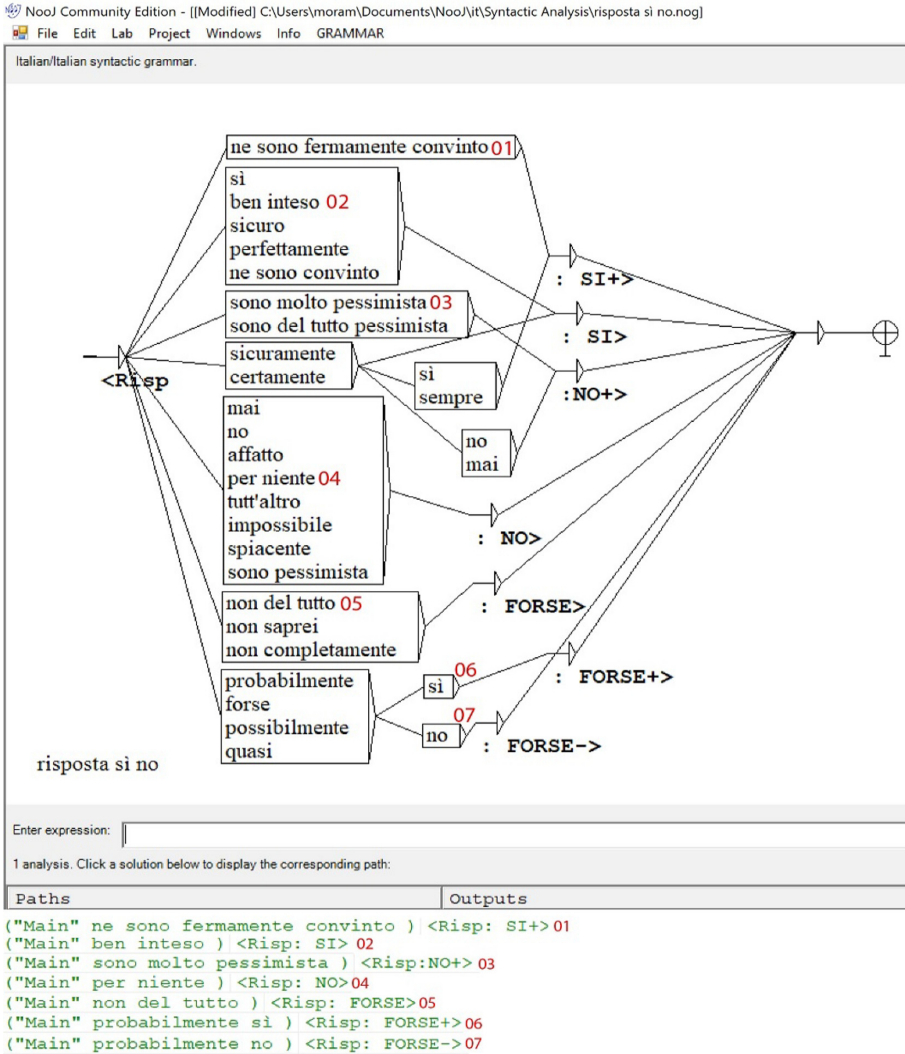 NooJ Community Edition - [[Modified] C:\Users\moram\Documents\NooJ\it\Syntactic Analysis\risposta sì no.nog]
File Edit Lab Project Windows Info GRAMMAR
Italian/Italian syntactic grammar.
ne sono fermamente convinto 01
sì
ben inteso 02
sicuro
perfettamente
ne sono convinto
: SI+>
sono molto pessimista 03
sono del tutto pessimista
: SI>
sicuramente
certamente
<Risp
sì
sempre
:NO+>
mai
no
affatto
per niente 04
tutt'altro
impossibile
spiacente
sono pessimista
no
mai
: NO>
non del tutto 05
non saprei
non completamente
: FORSE>
probabilmente
forse
possibilmente
quasi
06
sì
: FORSE+>
07
no
: FORSE->
risposta sì no
Enter expression:
1 analysis. Click a solution below to display the corresponding path:
Paths Outputs
("Main" ne sono fermamente convinto ) <Risp: SI+> 01
("Main" ben inteso ) <Risp: SI> 02
("Main" sono molto pessimista ) <Risp:NO+> 03
("Main" per niente ) <Risp: NO> 04
("Main" non del tutto ) <Risp: FORSE> 05
("Main" probabilmente sì ) <Risp: FORSE+> 06
("Main" probabilmente no ) <Risp: FORSE-> 07